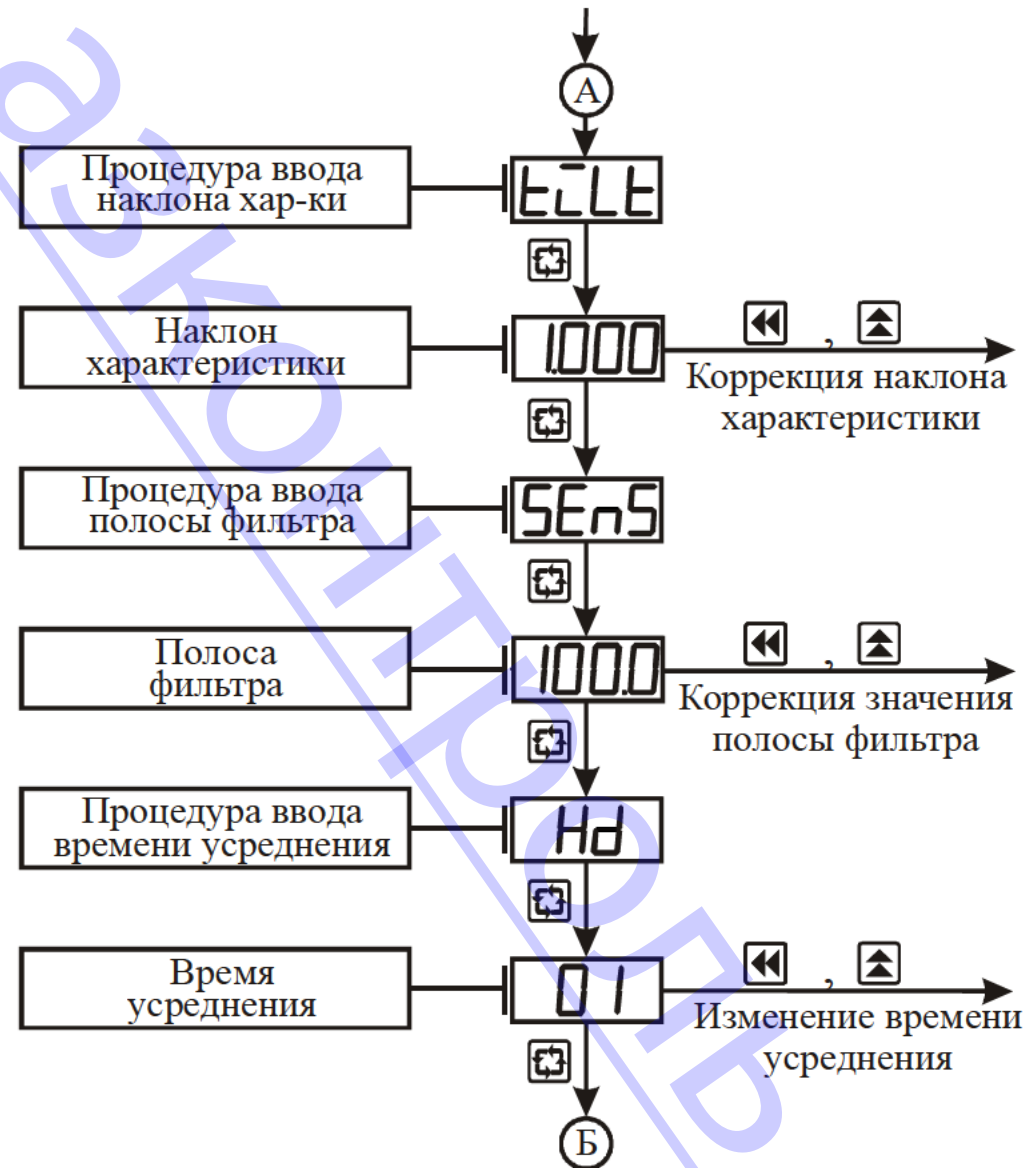 А
Процедура ввода
наклона хар-ки
tiLt
Наклон
характеристики
1.000
,
Коррекция наклона
характеристики
Процедура ввода
полосы фильтра
SEnS
Полоса
фильтра
100.0
,
Коррекция значения
полосы фильтра
Процедура ввода
времени усреднения
Hd
Время
усреднения
01
,
Изменение времени
усреднения
Б
азконтроль